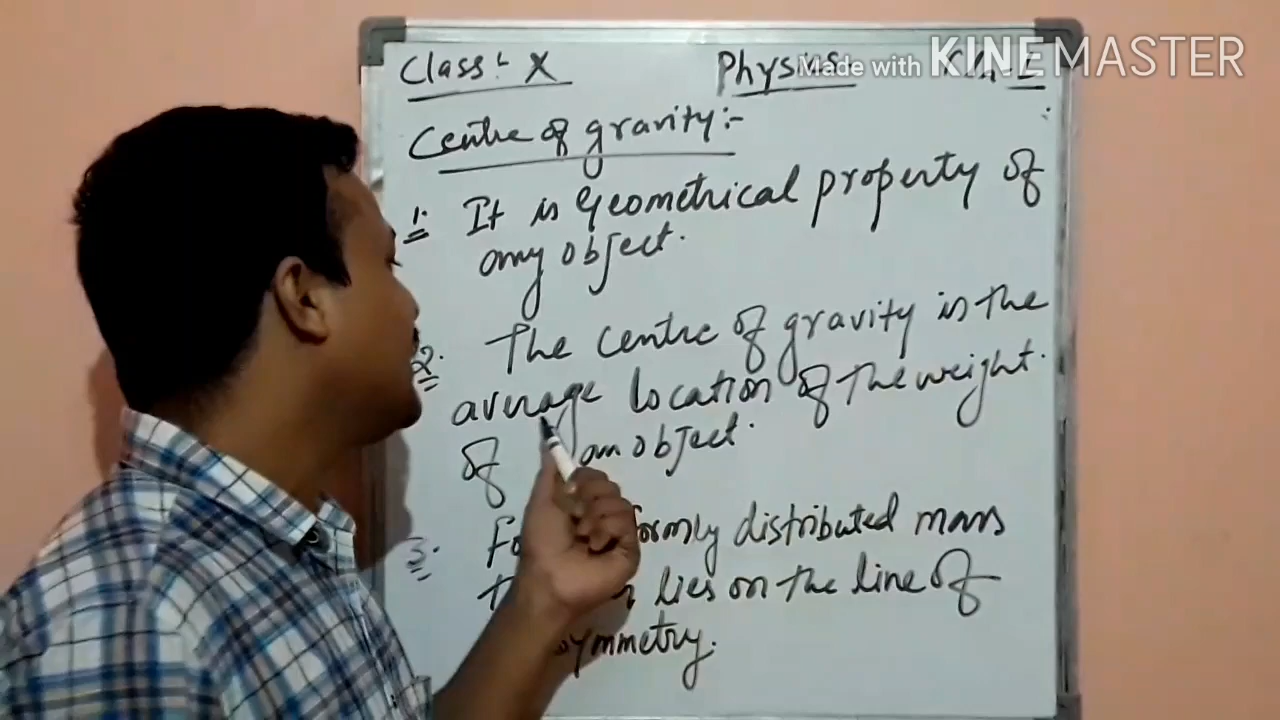 Class:- X Physics Ch. 1
Made with KINEMASTER
Centre of gravity:-
1. It is Geometrical property of
any object.
2. The centre of gravity is the
average location of the weight
of an object.
3. distributed mass
lies on the line of
symmetry.